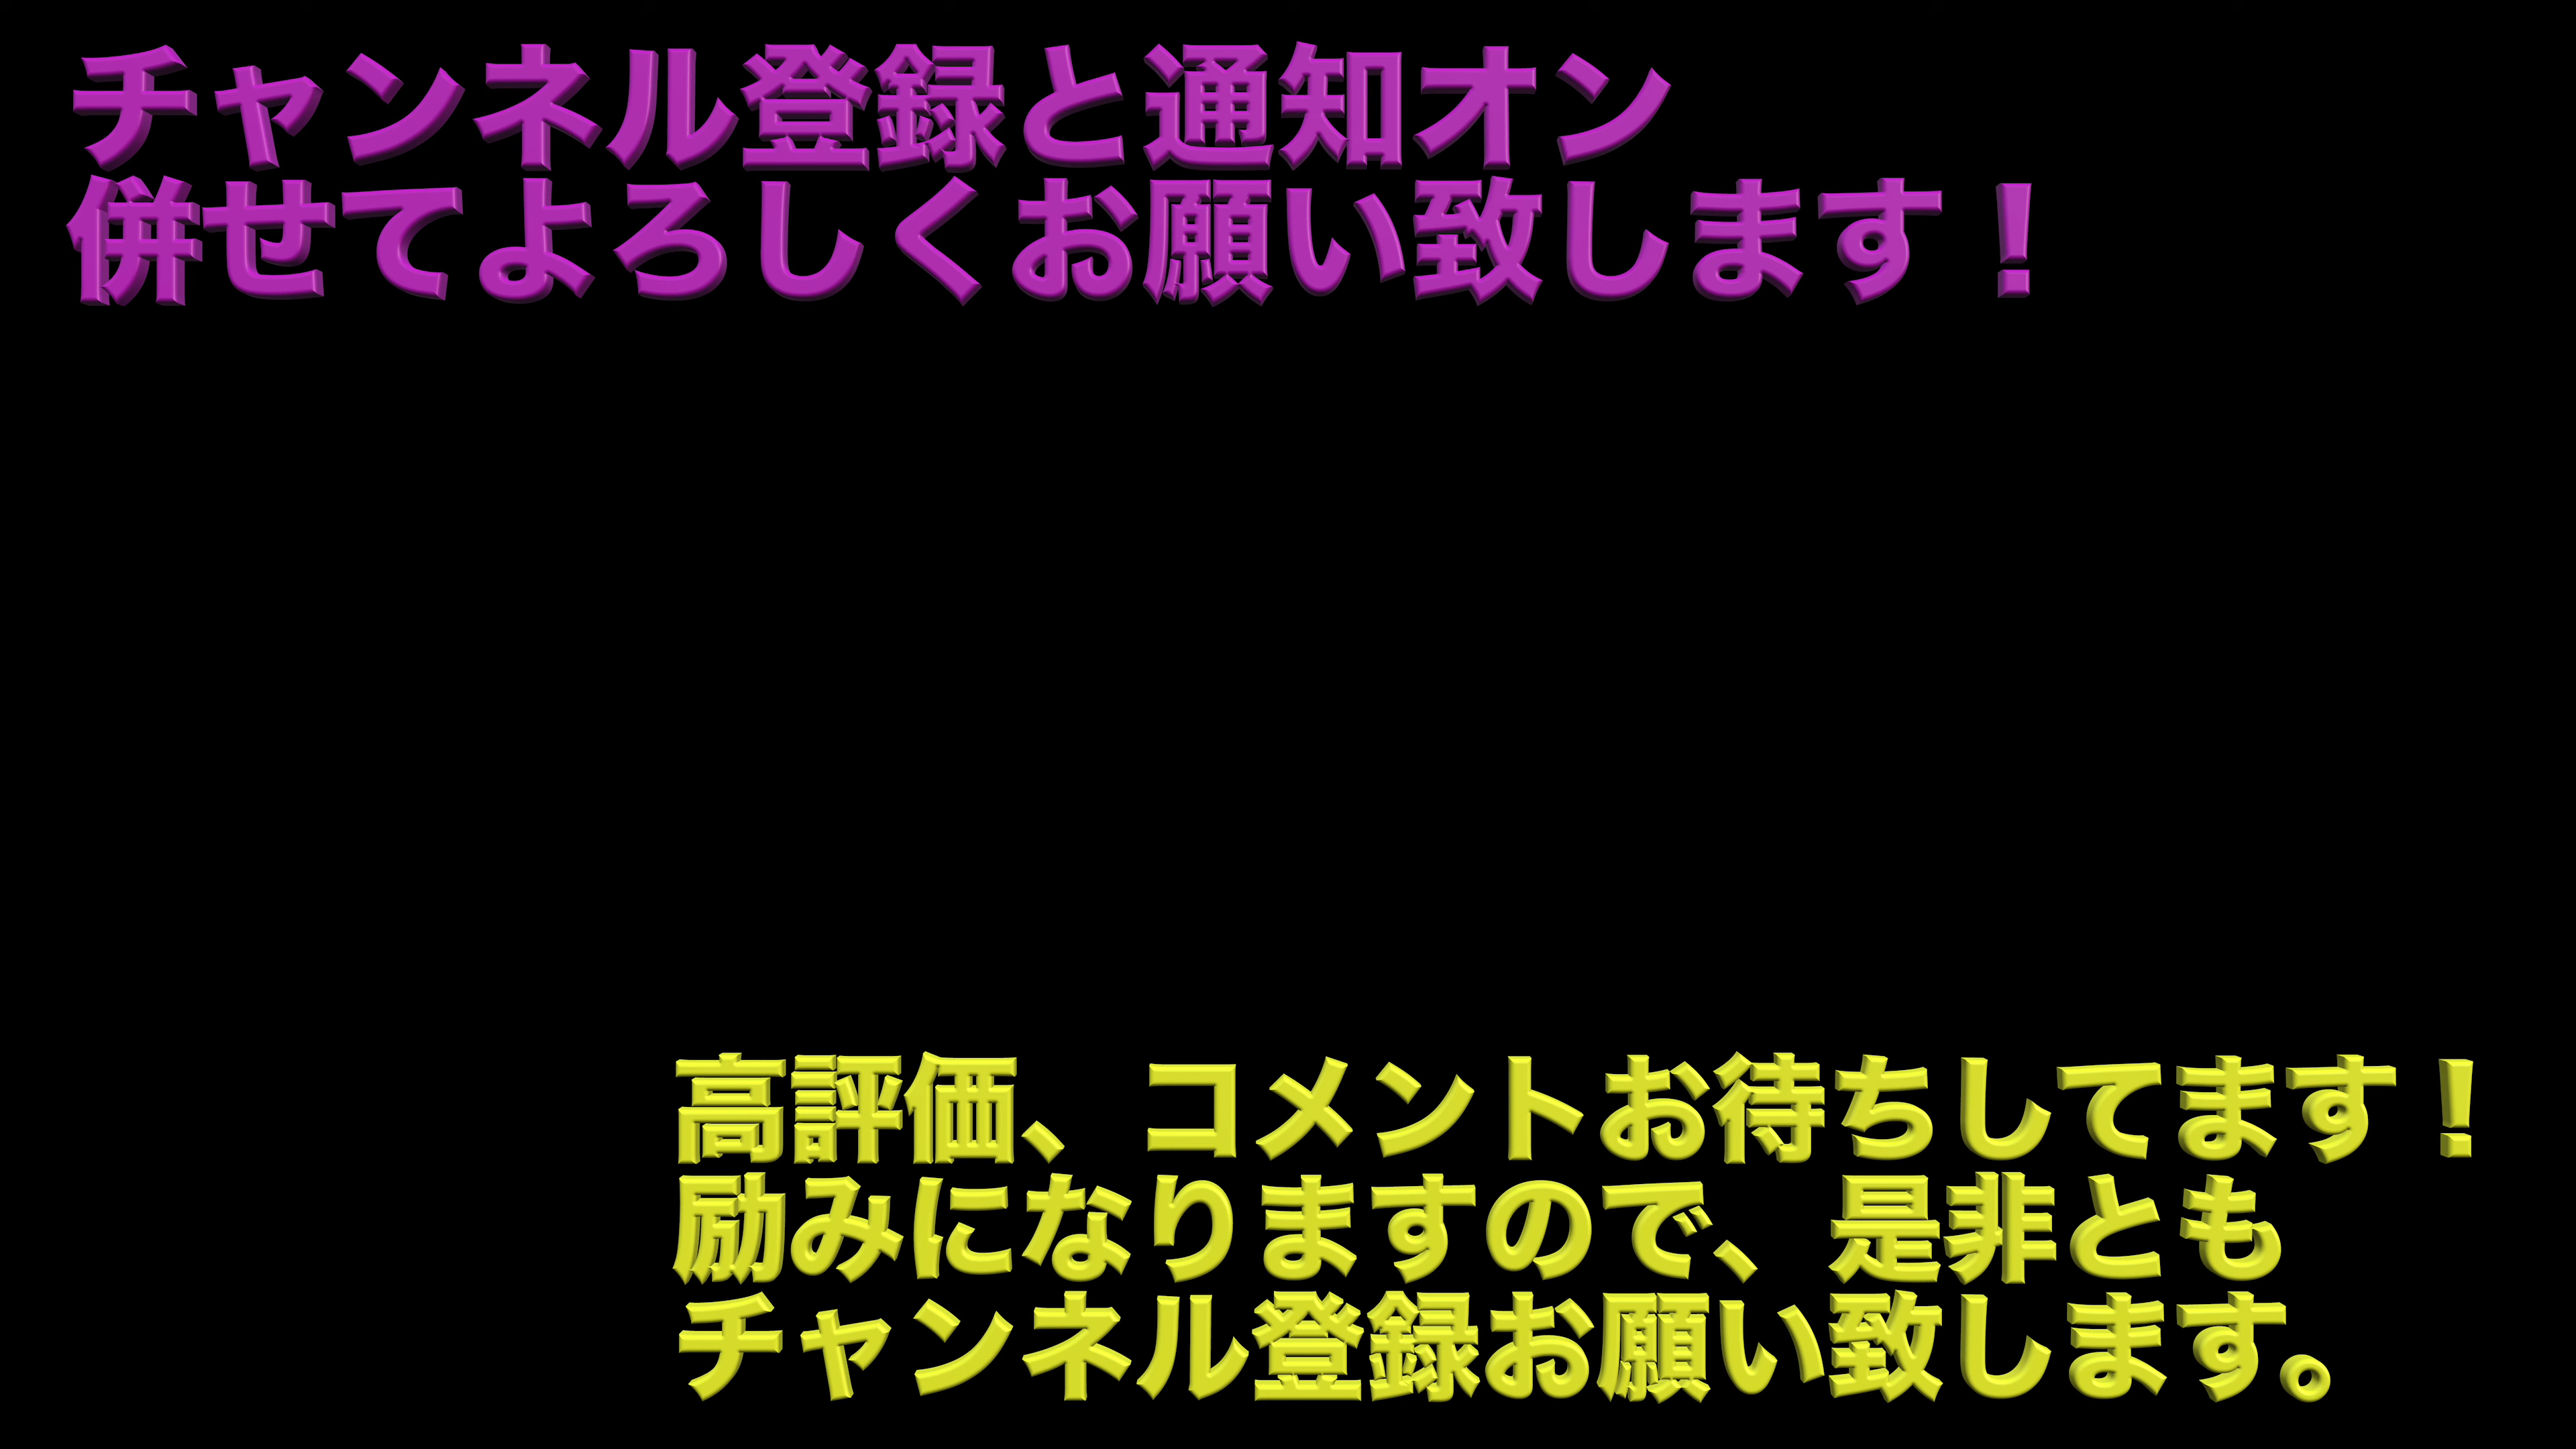 チャンネル登録と通知オン
併せてよろしくお願い致します！
高評価、コメントお待ちしてます！
励みになりますので、是非とも
チャンネル登録お願い致します。